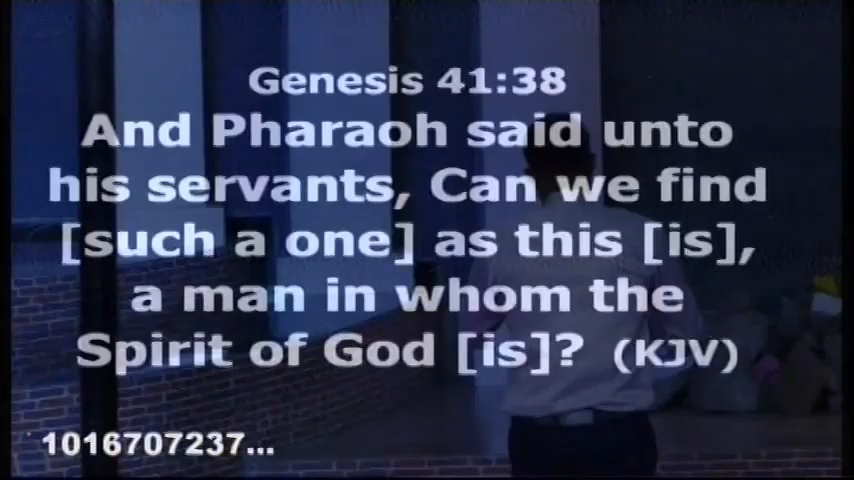 Genesis 41:38
And Pharaoh said unto
his servants, Can we find
[such a one] as this [is],
a man in whom the
Spirit of God [is]? (KJV)
1016707237...